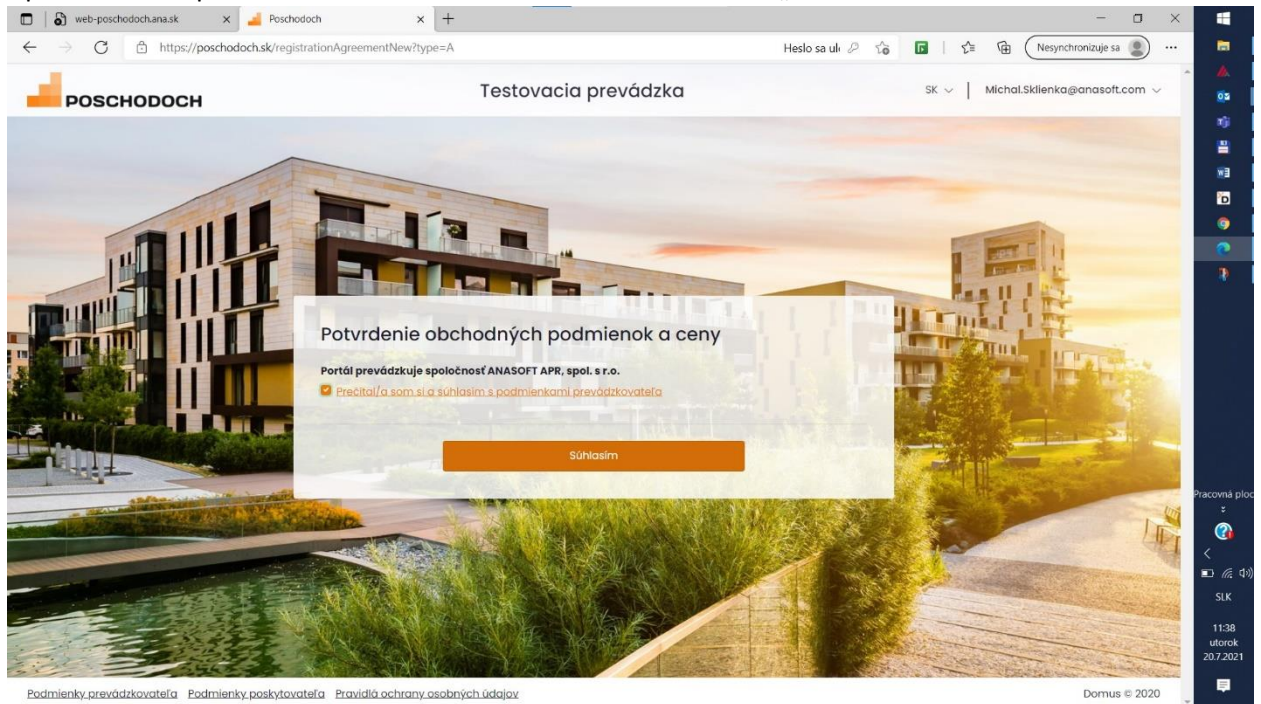 web-poschodoch.ana.sk
Poschodoch
https://poschodoch.sk/registrationAgreementNew?type=A
Heslo sa ul
Nesynchronizuje sa
POSCHODOCH
Testovacia prevádzka
SK
Michal.Sklienka@anasoft.com
Potvrdenie obchodných podmienok a ceny
Portál prevádzkuje spoločnosť ANASOFT APR, spol. s r.o.
Prečítal/a som si a súhlasím s podmienkami prevádzkovateľa
Súhlasím
Pracovná ploc
SLK
11:38
utorok
20.7.2021
Podmienky prevádzkovateľa Podmienky poskytovateľa Pravidlá ochrany osobných údajov
Domus © 2020